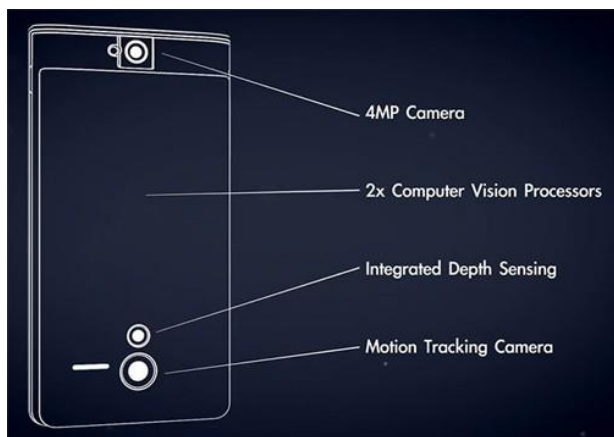 4MP Camera
2x Computer Vision Processors
Integrated Depth Sensing
Motion Tracking Camera